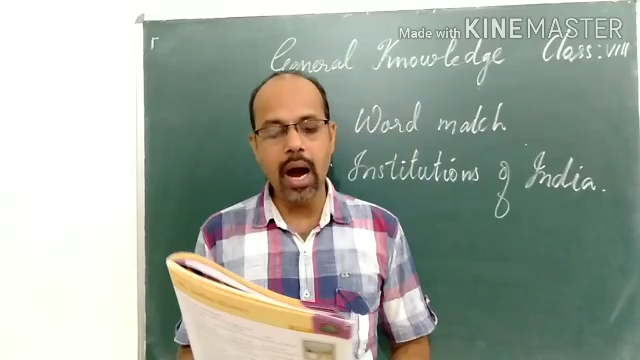 Made with KINEMASTER
General Knowledge Class: VIII
Word match
Institutions of India.